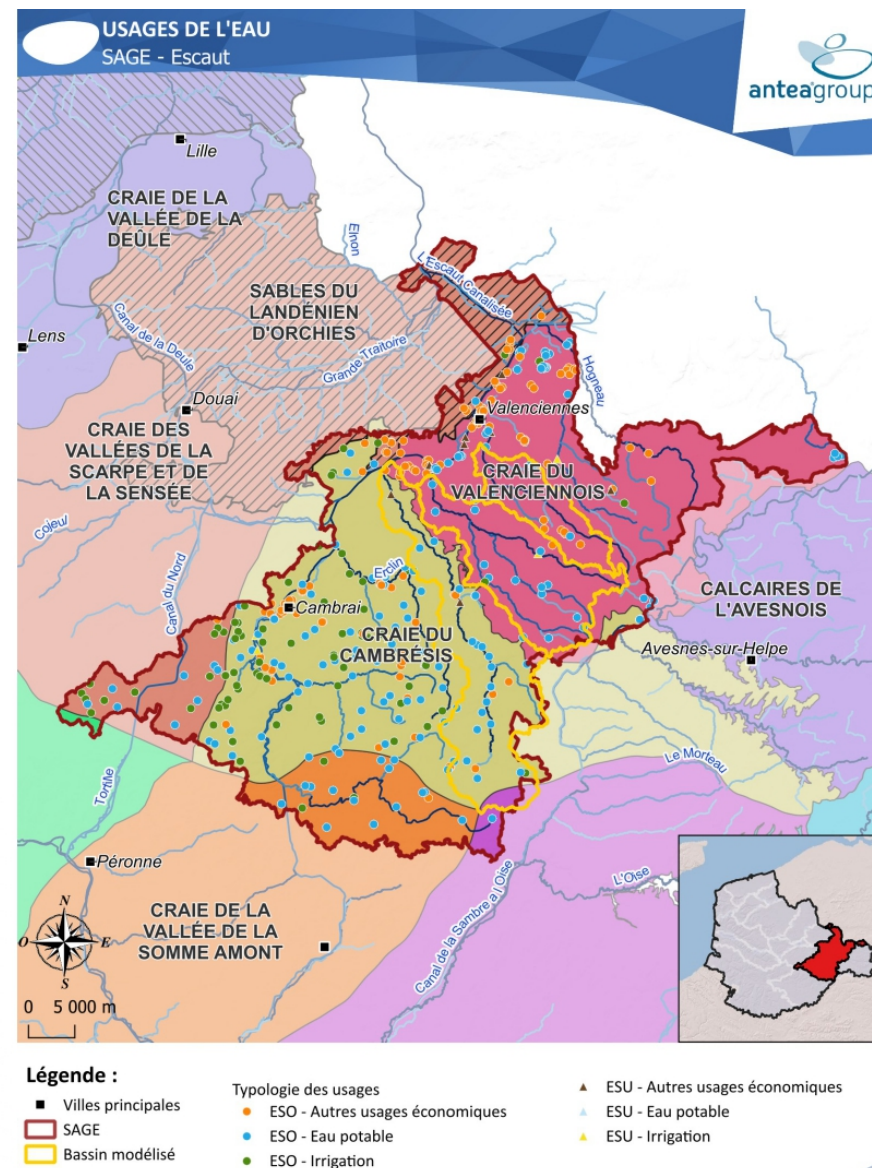 USAGES DE L'EAU
SAGE - Escaut
anteagroup
Lille
CRAIE DE LA
VALLÉE DE LA
DEÛLE
Elnon
L'Escaut Canalisée
SABLES DU
LANDÉNIEN
D'ORCHIES
Lens
Canal de la Deule
Grande Traitoire
Hogneau
Douai
Valenciennes
CRAIE DES
VALLÉES DE LA
SCARPE ET DE
LA SENSÉE
CRAIE DU
VALENCIENNOIS
Cojeu
Canal du Nord
Erclin
CALCAIRES DE
L'AVESNOIS
Cambrai
CRAIE DU
CAMBRÉSIS
Avesnes-sur-Helpe
Le Morteau
Tortille
Péronne
L'Oise
CRAIE DE LA
VALLÉE DE LA
SOMME AMONT
Canal de la Sambre à l'Oise
N
O
E
S
0 5 000 m
Légende :
Villes principales
SAGE
Bassin modélisé
Typologie des usages
ESO - Autres usages économiques
ESO - Eau potable
ESO - Irrigation
ESU - Autres usages économiques
ESU - Eau potable
ESU - Irrigation